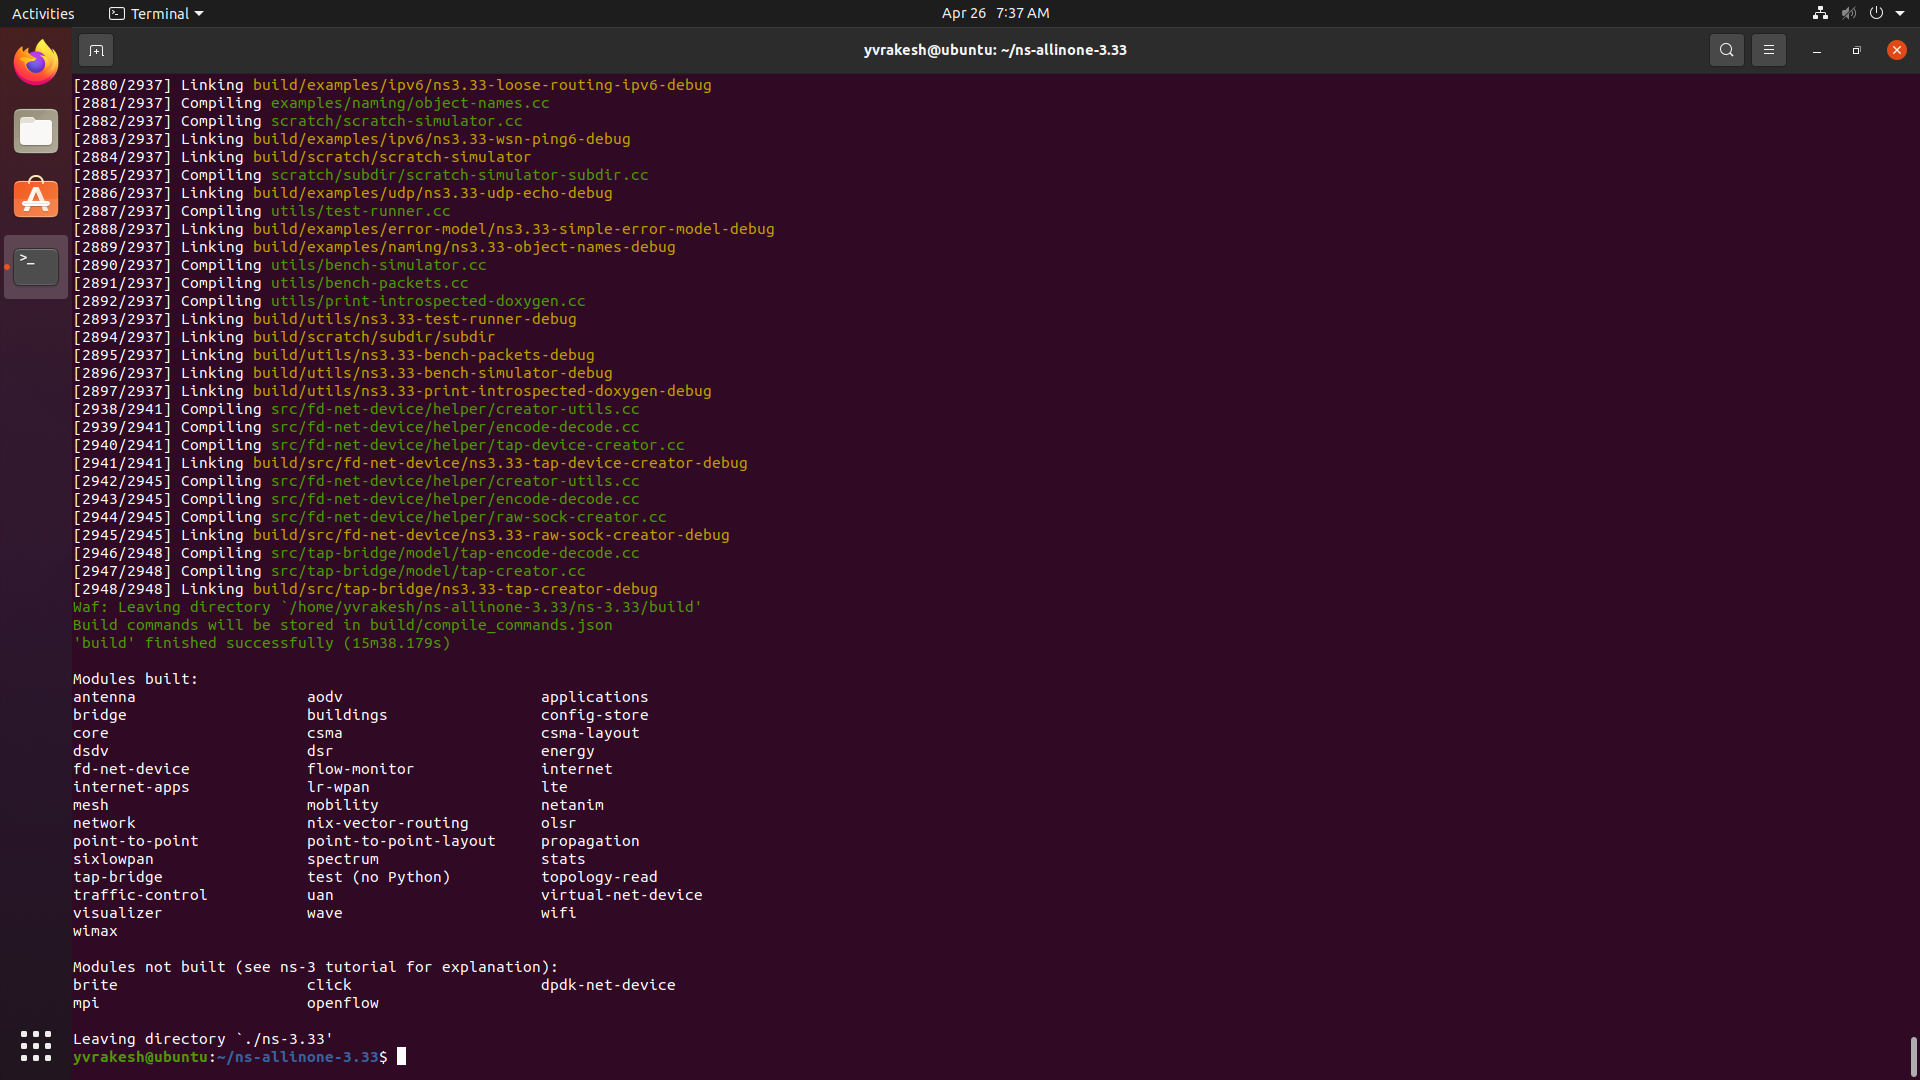 Activities Terminal Apr 26 7:37 AM
yvrakesh@ubuntu: ~/ns-allinone-3.33
[2880/2937] Linking build/examples/ipv6/ns3.33-loose-routing-ipv6-debug
[2881/2937] Compiling examples/naming/object-names.cc
[2882/2937] Compiling scratch/scratch-simulator.cc
[2883/2937] Linking build/examples/ipv6/ns3.33-wsn-ping6-debug
[2884/2937] Linking build/scratch/scratch-simulator
[2885/2937] Compiling scratch/subdir/scratch-simulator-subdir.cc
[2886/2937] Linking build/examples/udp/ns3.33-udp-echo-debug
[2887/2937] Compiling utils/test-runner.cc
[2888/2937] Linking build/examples/error-model/ns3.33-simple-error-model-debug
[2889/2937] Linking build/examples/naming/ns3.33-object-names-debug
[2890/2937] Compiling utils/bench-simulator.cc
[2891/2937] Compiling utils/bench-packets.cc
[2892/2937] Compiling utils/print-introspected-doxygen.cc
[2893/2937] Linking build/utils/ns3.33-test-runner-debug
[2894/2937] Linking build/scratch/subdir/subdir
[2895/2937] Linking build/utils/ns3.33-bench-packets-debug
[2896/2937] Linking build/utils/ns3.33-bench-simulator-debug
[2897/2937] Linking build/utils/ns3.33-print-introspected-doxygen-debug
[2938/2941] Compiling src/fd-net-device/helper/creator-utils.cc
[2939/2941] Compiling src/fd-net-device/helper/encode-decode.cc
[2940/2941] Compiling src/fd-net-device/helper/tap-device-creator.cc
[2941/2941] Linking build/src/fd-net-device/ns3.33-tap-device-creator-debug
[2942/2945] Compiling src/fd-net-device/helper/creator-utils.cc
[2943/2945] Compiling src/fd-net-device/helper/encode-decode.cc
[2944/2945] Compiling src/fd-net-device/helper/raw-sock-creator.cc
[2945/2945] Linking build/src/fd-net-device/ns3.33-raw-sock-creator-debug
[2946/2948] Compiling src/tap-bridge/model/tap-encode-decode.cc
[2947/2948] Compiling src/tap-bridge/model/tap-creator.cc
[2948/2948] Linking build/src/tap-bridge/ns3.33-tap-creator-debug
Waf: Leaving directory `/home/yvrakesh/ns-allinone-3.33/ns-3.33/build'
Build commands will be stored in build/compile_commands.json
'build' finished successfully (15m38.179s)
Modules built:
antenna aodv applications
bridge buildings config-store
core csma csma-layout
dsdv dsr energy
fd-net-device flow-monitor internet
internet-apps lr-wpan lte
mesh mobility netanim
network nix-vector-routing olsr
point-to-point point-to-point-layout propagation
sixlowpan spectrum stats
tap-bridge test (no Python) topology-read
traffic-control uan virtual-net-device
visualizer wave wifi
wimax
Modules not built (see ns-3 tutorial for explanation):
brite click dpdk-net-device
mpi openflow
Leaving directory `./ns-3.33'
yvrakesh@ubuntu:~/ns-allinone-3.33$